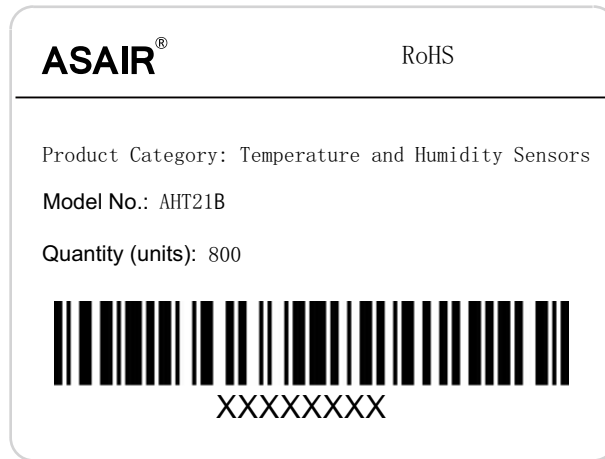 ASAIR® RoHS
Product Category: Temperature and Humidity Sensors
Model No.: AHT21B
Quantity (units): 800
XXXXXXXX